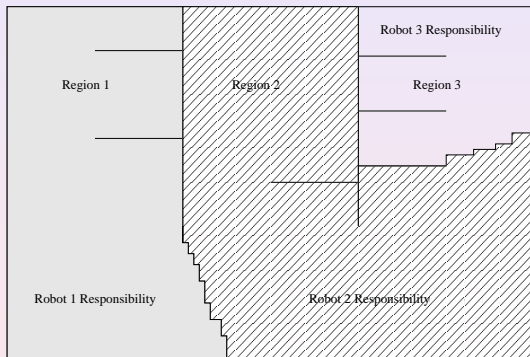 Robot 3 Responsibility
Region 1
Region 2
Region 3
Robot 1 Responsibility
Robot 2 Responsibility